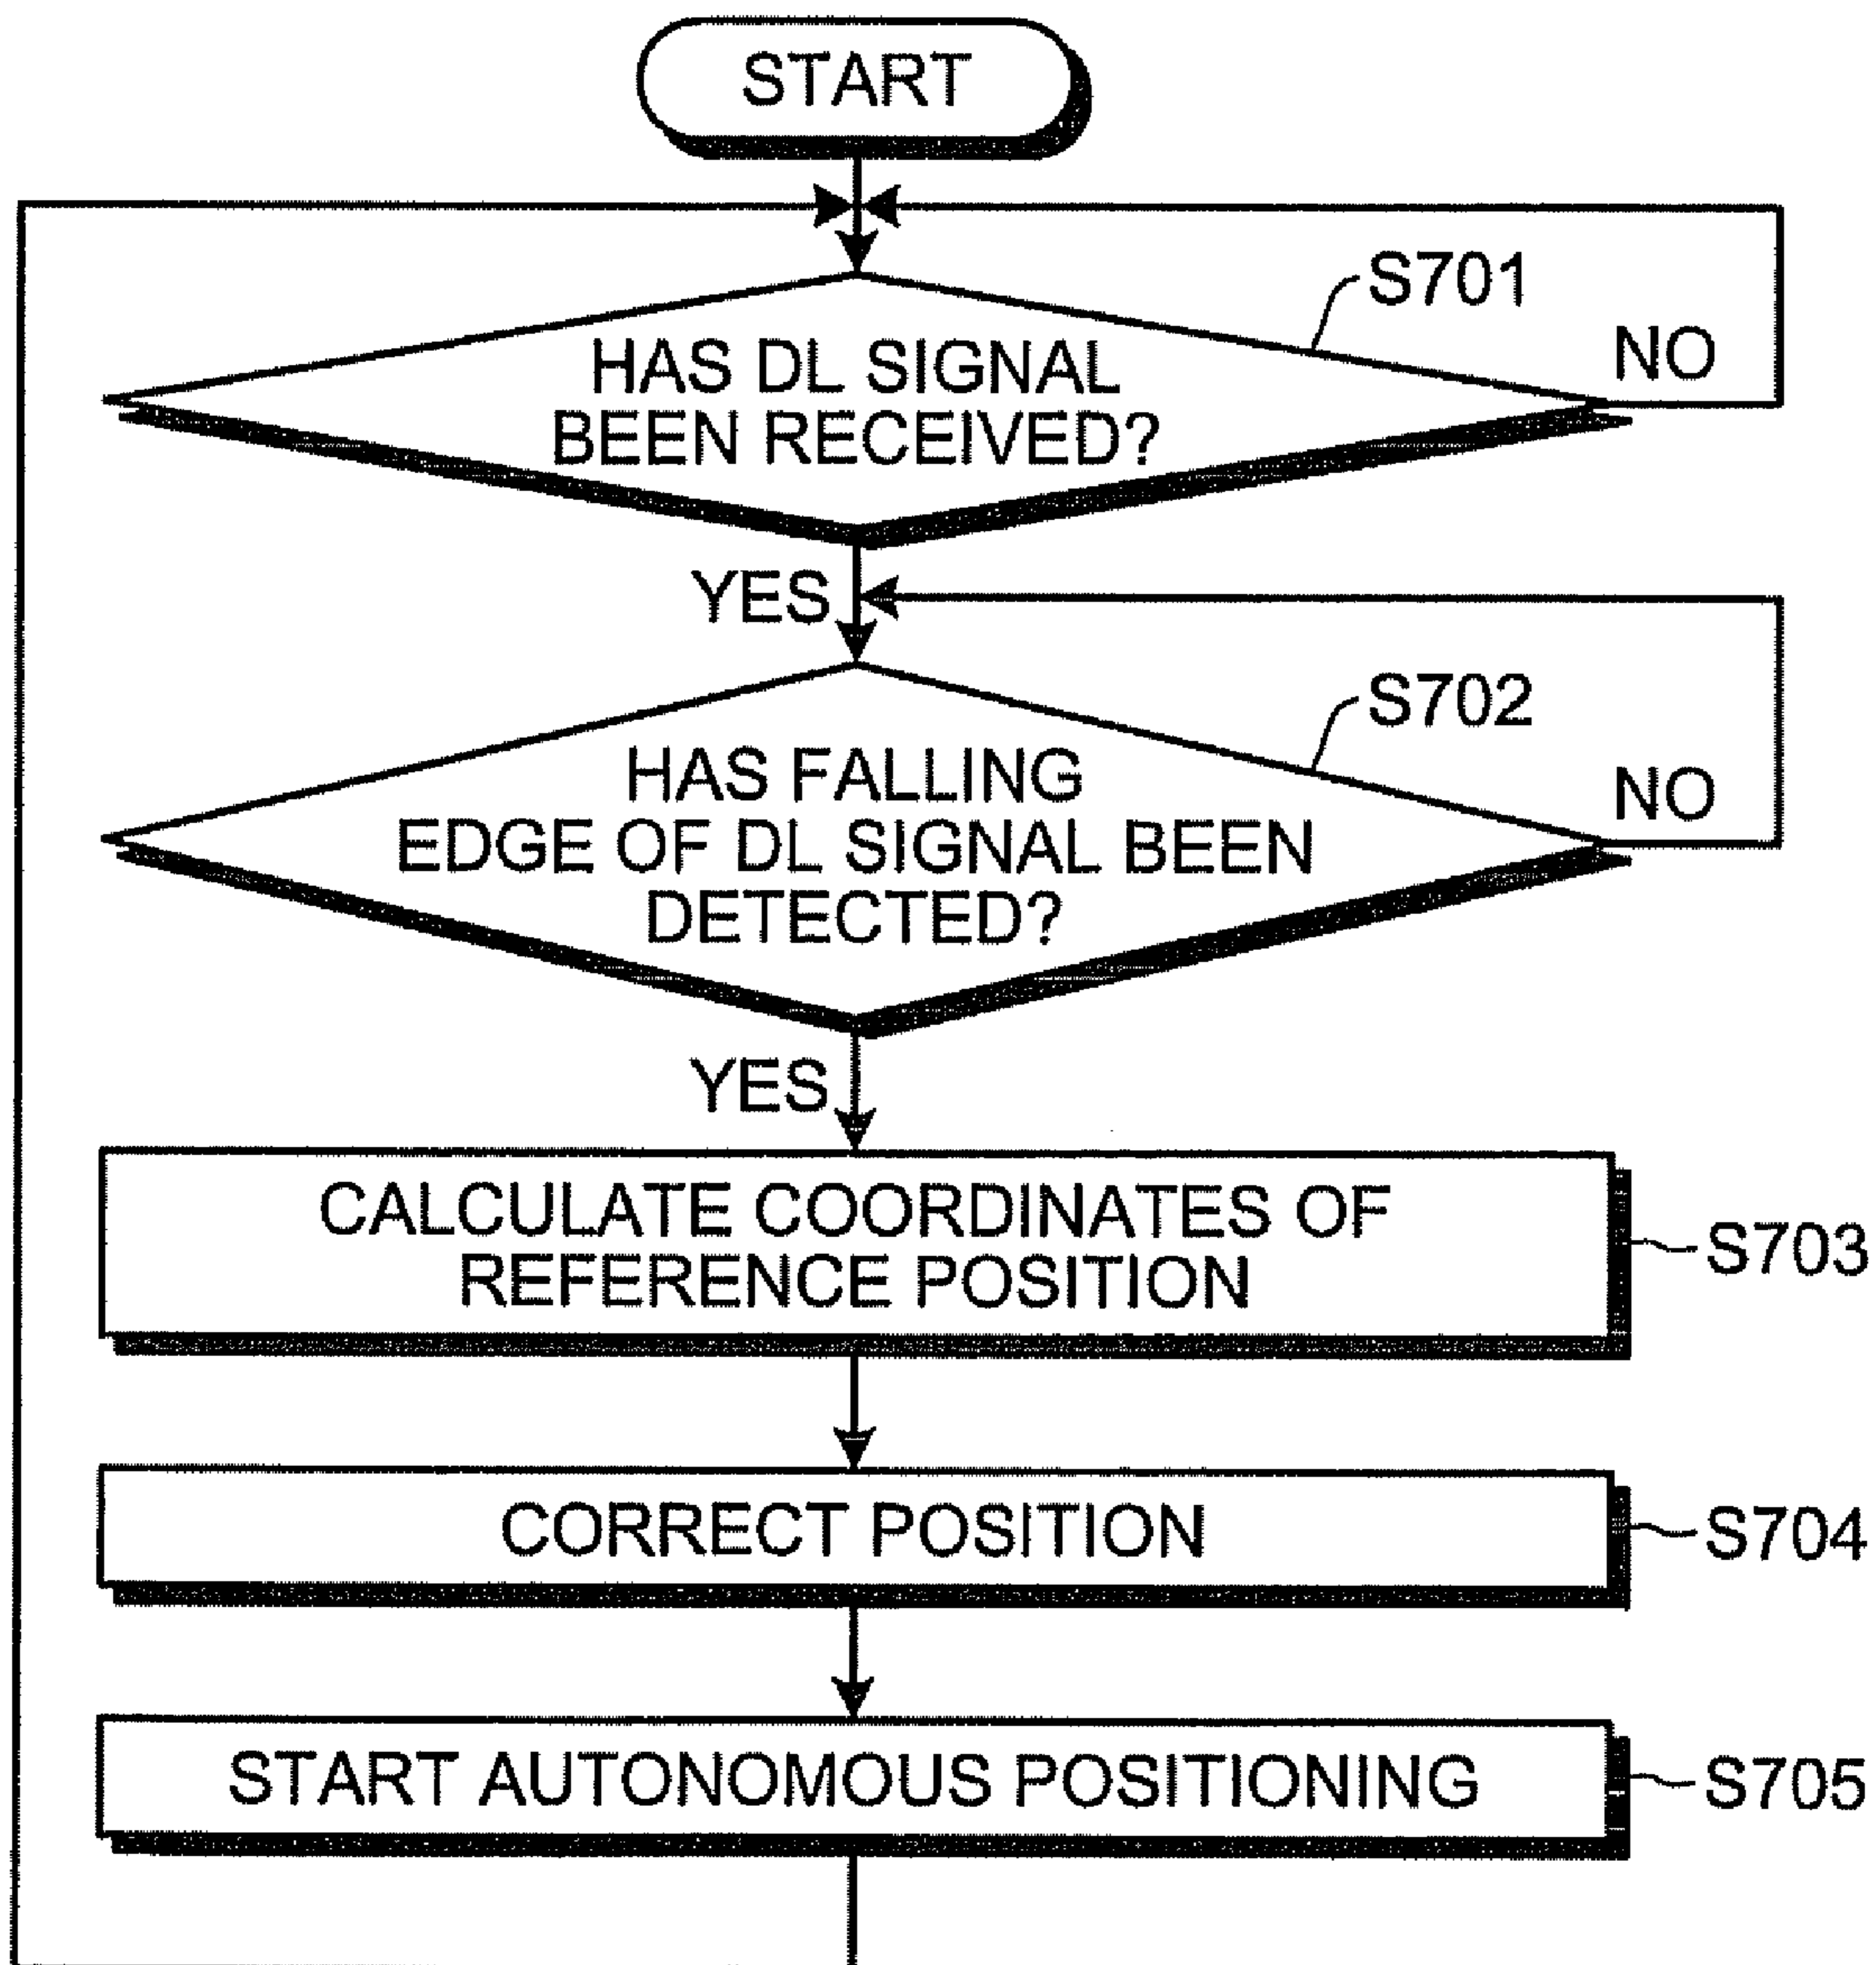 START
S701
HAS DL SIGNAL
BEEN RECEIVED?
NO
YES
S702
HAS FALLING
EDGE OF DL SIGNAL BEEN
DETECTED?
NO
YES
CALCULATE COORDINATES OF
REFERENCE POSITION
S703
CORRECT POSITION
S704
START AUTONOMOUS POSITIONING
S705